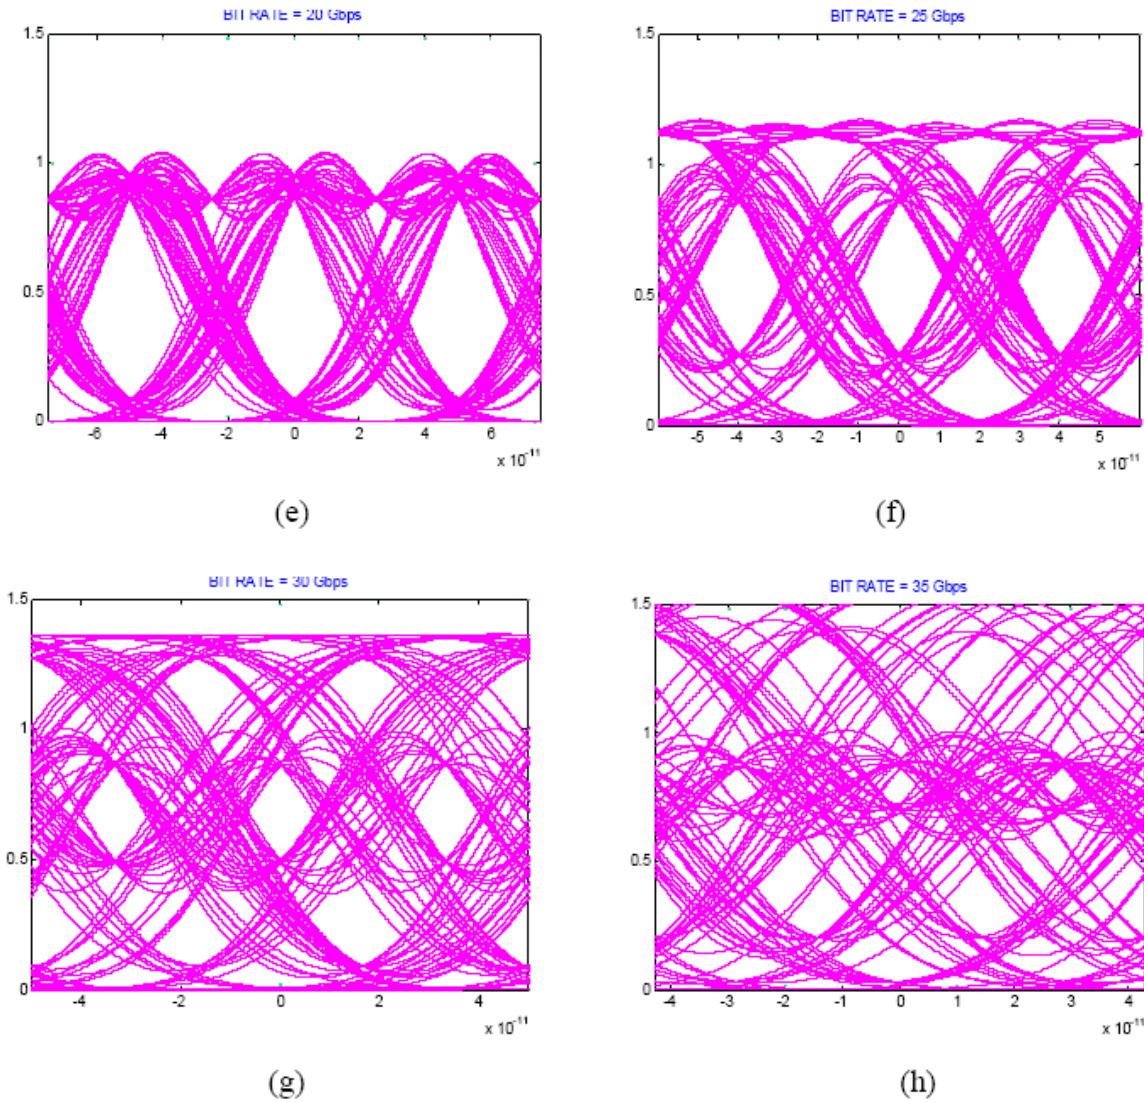 BIT RATE = 20 Gbps
BIT RATE = 25 Gbps
1.5
1
0.5
0
-6 -4 -2 0 2 4 6
x 10^-11
1.5
1
0.5
0
-5 -4 -3 -2 -1 0 1 2 3 4 5
x 10^-11
(e)
(f)
BIT RATE = 30 Gbps
BIT RATE = 35 Gbps
1.5
1
0.5
0
-4 -2 0 2 4
x 10^-11
1.5
1
0.5
0
-4 -3 -2 -1 0 1 2 3 4
x 10^-11
(g)
(h)